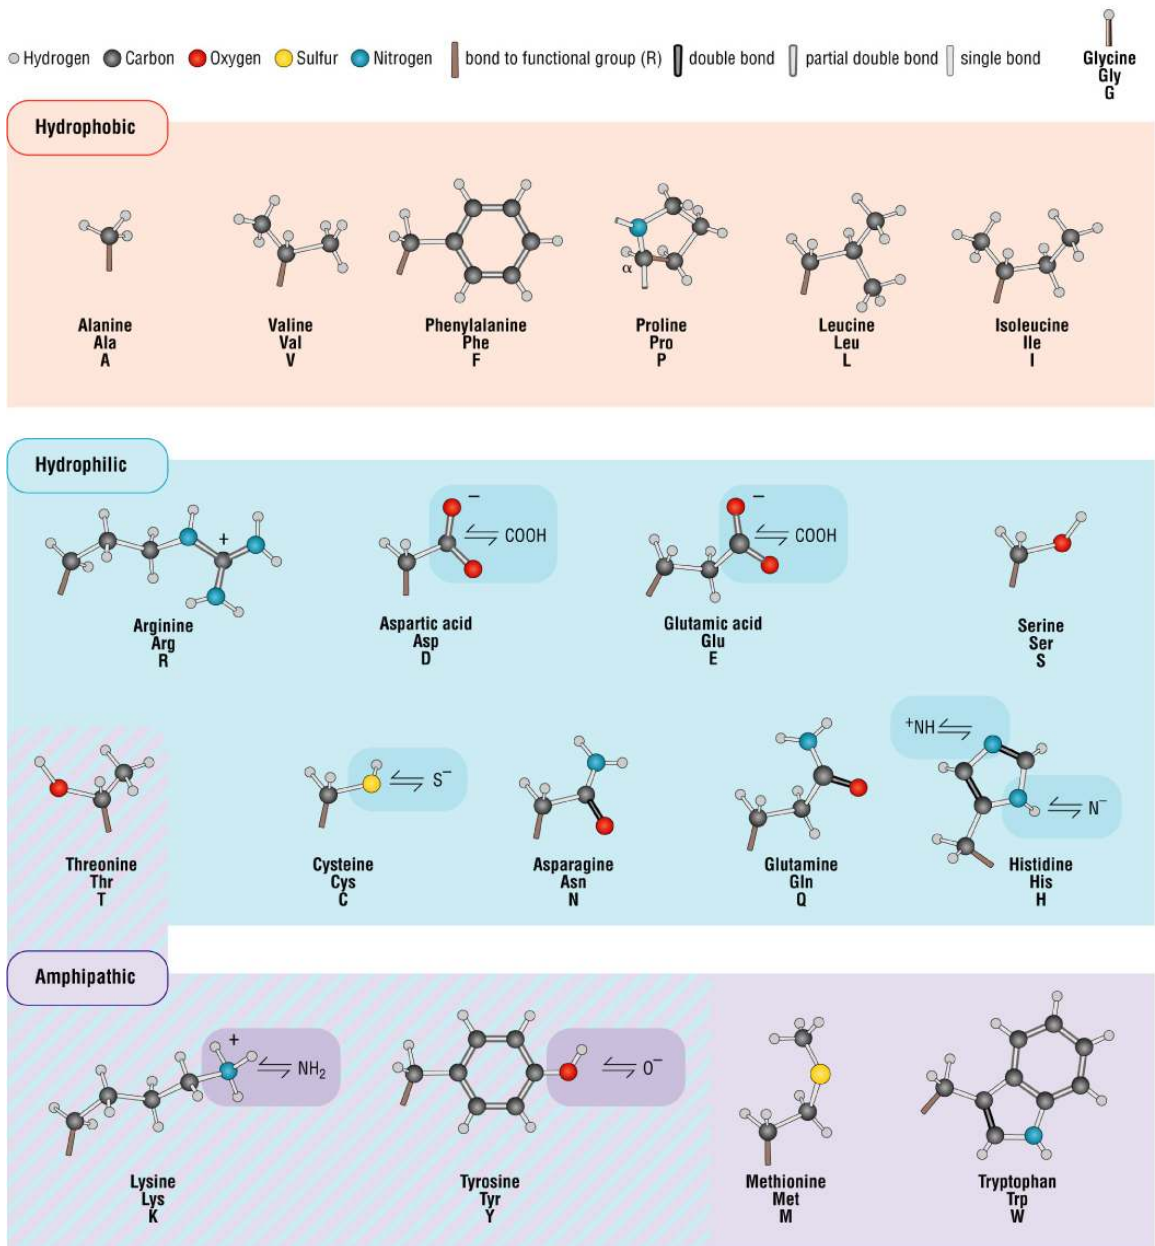 Hydrogen Carbon Oxygen Sulfur Nitrogen bond to functional group (R) double bond partial double bond single bond
Glycine
Gly
G
Hydrophobic
α
Alanine
Ala
A
Valine
Val
V
Phenylalanine
Phe
F
Proline
Pro
P
Leucine
Leu
L
Isoleucine
Ile
I
Hydrophilic
+
Arginine
Arg
R
−
COOH
Aspartic acid
Asp
D
−
COOH
Glutamic acid
Glu
E
Serine
Ser
S
Threonine
Thr
T
S⁻
Cysteine
Cys
C
Asparagine
Asn
N
Glutamine
Gln
Q
⁺NH
N⁻
Histidine
His
H
Amphipathic
+
NH₂
Lysine
Lys
K
O⁻
Tyrosine
Tyr
Y
Methionine
Met
M
Tryptophan
Trp
W